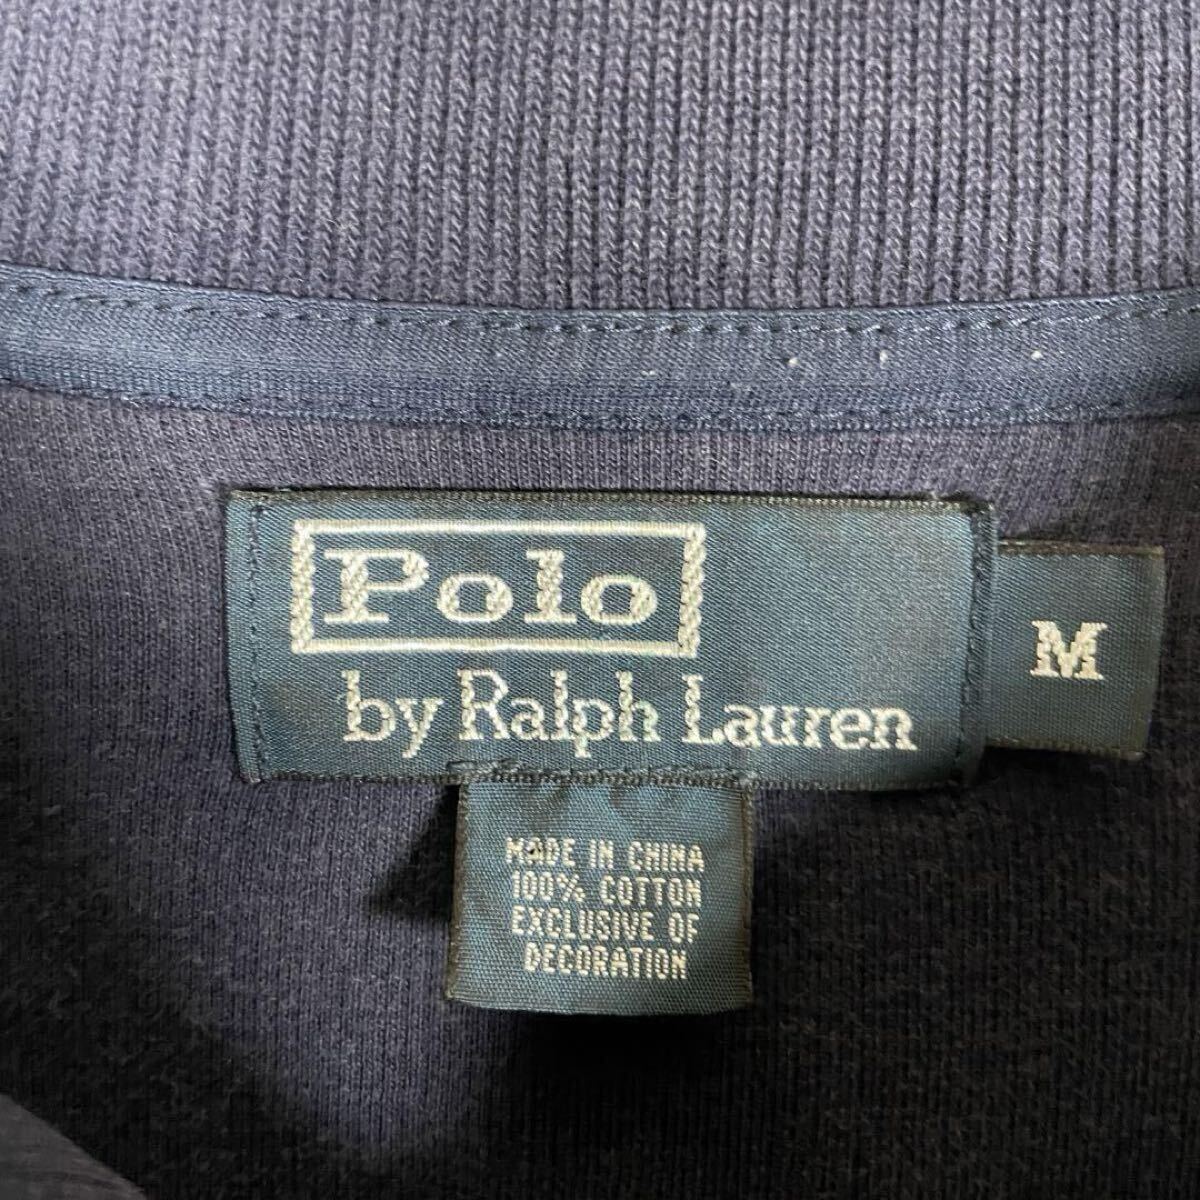 Polo
by Ralph Lauren
M
MADE IN CHINA
100% COTTON
EXCLUSIVE OF
DECORATION